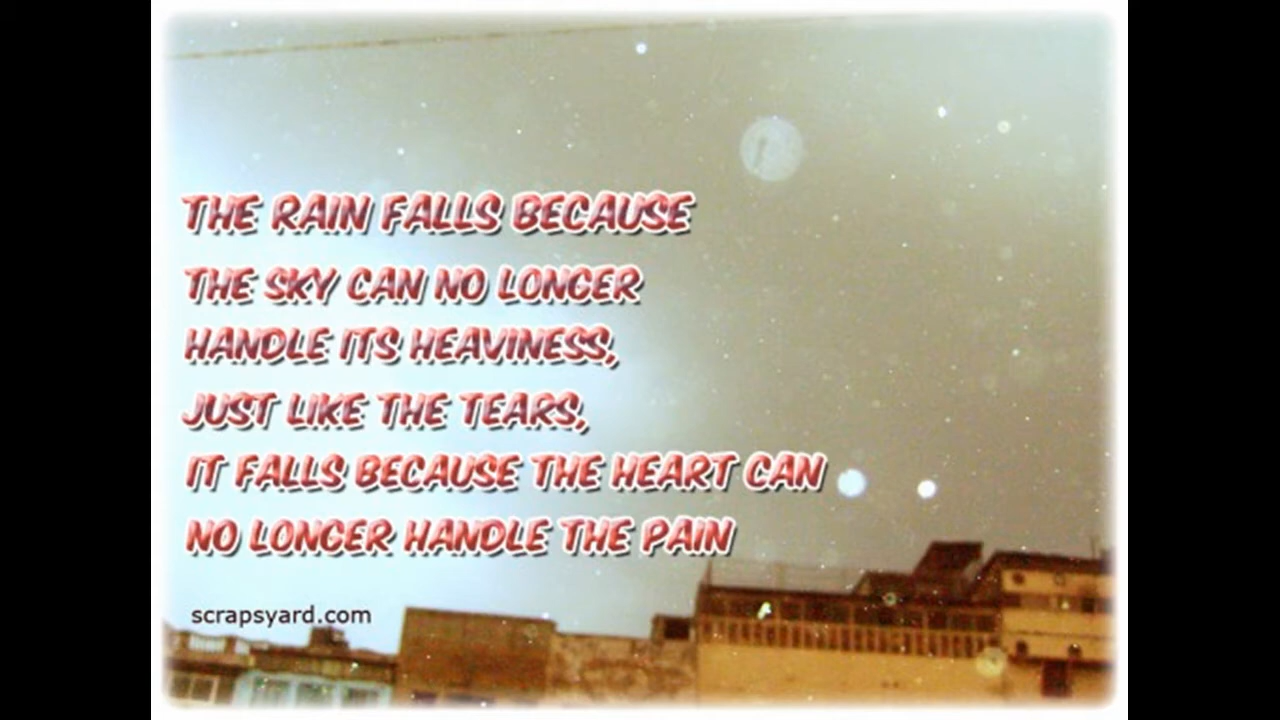 THE RAIN FALLS BECAUSE
THE SKY CAN NO LONGER
HANDLE ITS HEAVINESS,
JUST LIKE THE TEARS,
IT FALLS BECAUSE THE HEART CAN
NO LONGER HANDLE THE PAIN
scrapsyard.com